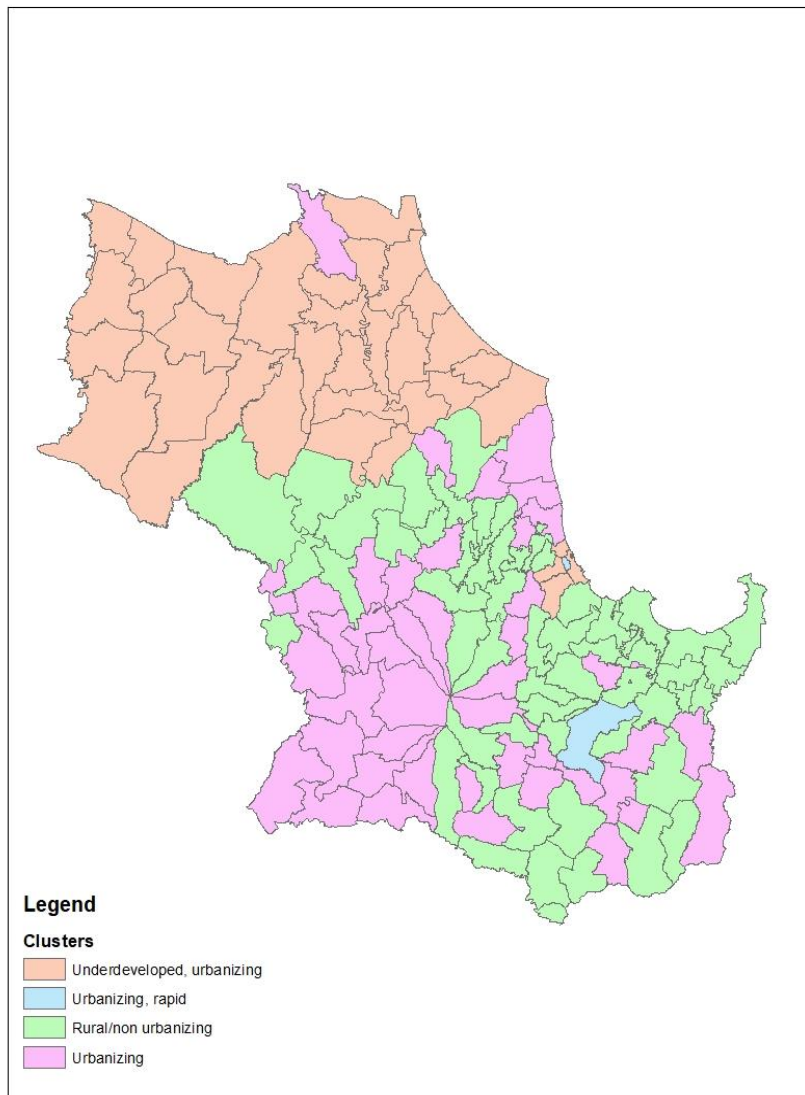 Legend
Clusters
Underdeveloped, urbanizing
Urbanizing, rapid
Rural/non urbanizing
Urbanizing